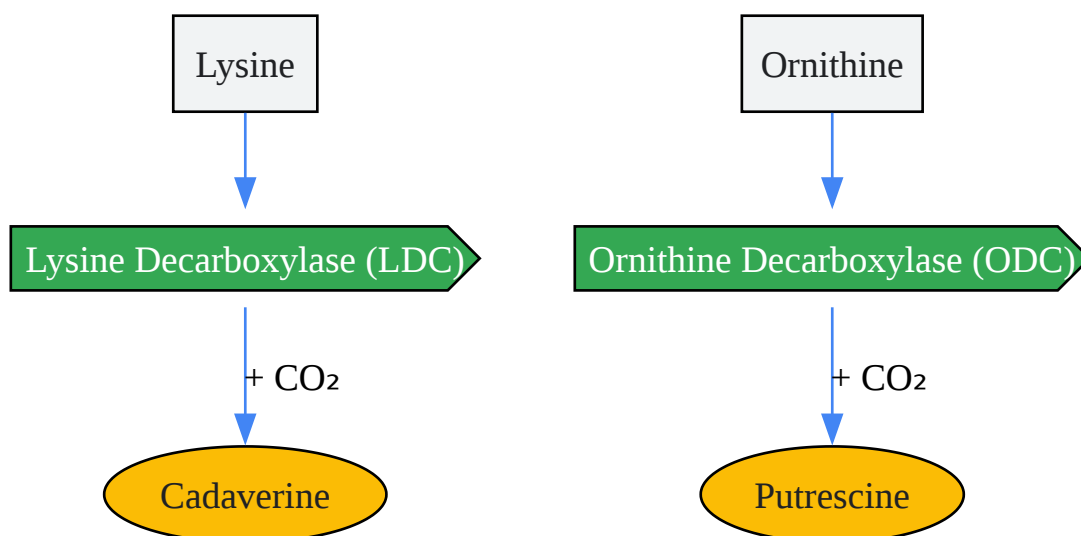 Lysine
Ornithine
Lysine Decarboxylase (LDC)
Ornithine Decarboxylase (ODC)
+ CO₂
+ CO₂
Cadaverine
Putrescine